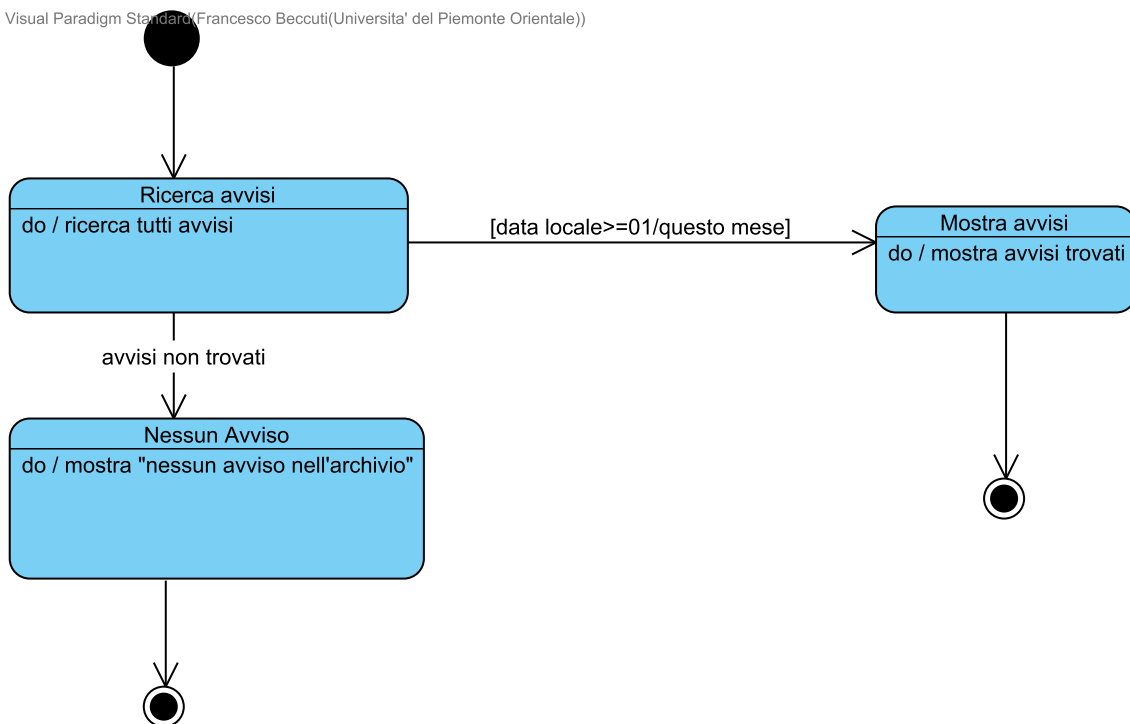 Visual Paradigm Standard(Francesco Beccuti(Universita' del Piemonte Orientale))
Ricerca avvisi
do / ricerca tutti avvisi
[data locale>=01/questo mese]
Mostra avvisi
do / mostra avvisi trovati
avvisi non trovati
Nessun Avviso
do / mostra "nessun avviso nell'archivio"